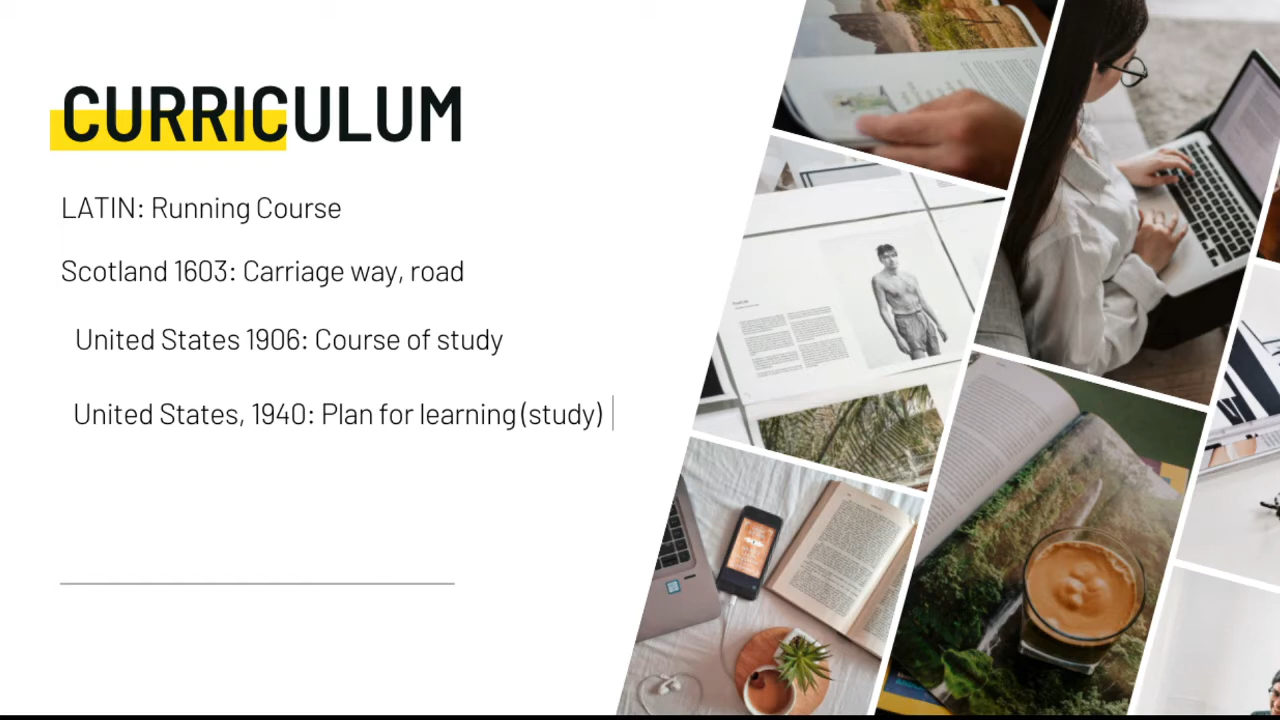 CURRICULUM
LATIN: Running Course
Scotland 1603: Carriage way, road
United States 1906: Course of study
United States, 1940: Plan for learning (study)